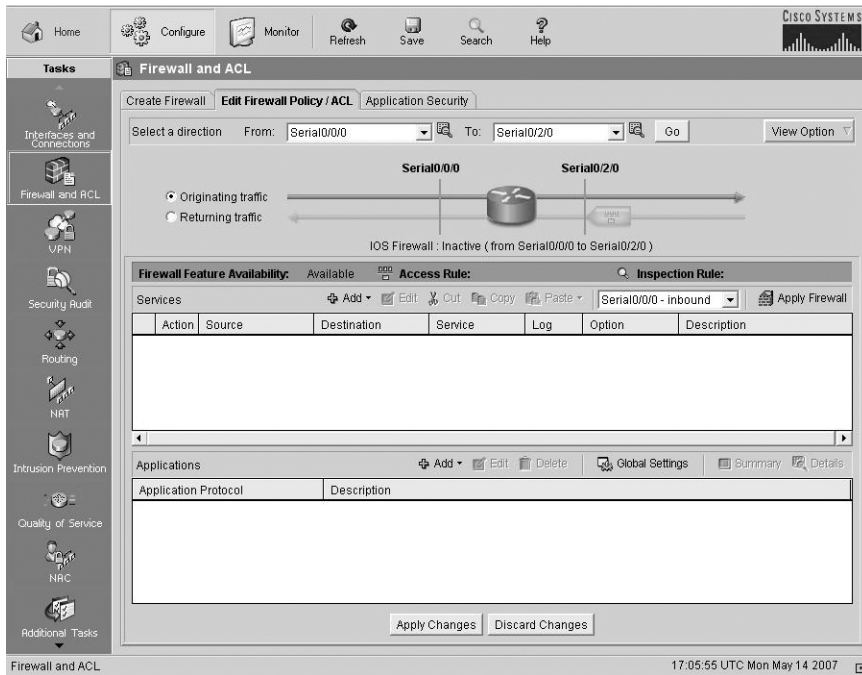 Home
Configure
Monitor
Refresh
Save
Search
Help
CISCO SYSTEMS
Tasks
Firewall and ACL
Create Firewall
Edit Firewall Policy / ACL
Application Security
Interfaces and
Connections
Firewall and ACL
VPN
Security Audit
Routing
NAT
Intrusion Prevention
Quality of Service
NAC
Additional Tasks
Select a direction From: Serial0/0/0 To: Serial0/2/0 Go View Option
Serial0/0/0 Serial0/2/0
Originating traffic
Returning traffic
IOS Firewall : Inactive ( from Serial0/0/0 to Serial0/2/0 )
Firewall Feature Availability: Available Access Rule: Inspection Rule:
Services Add Edit Cut Copy Paste Serial0/0/0 - inbound Apply Firewall
Action Source Destination Service Log Option Description
Applications Add Edit Delete Global Settings Summary Details
Application Protocol Description
Apply Changes Discard Changes
Firewall and ACL 17:05:55 UTC Mon May 14 2007